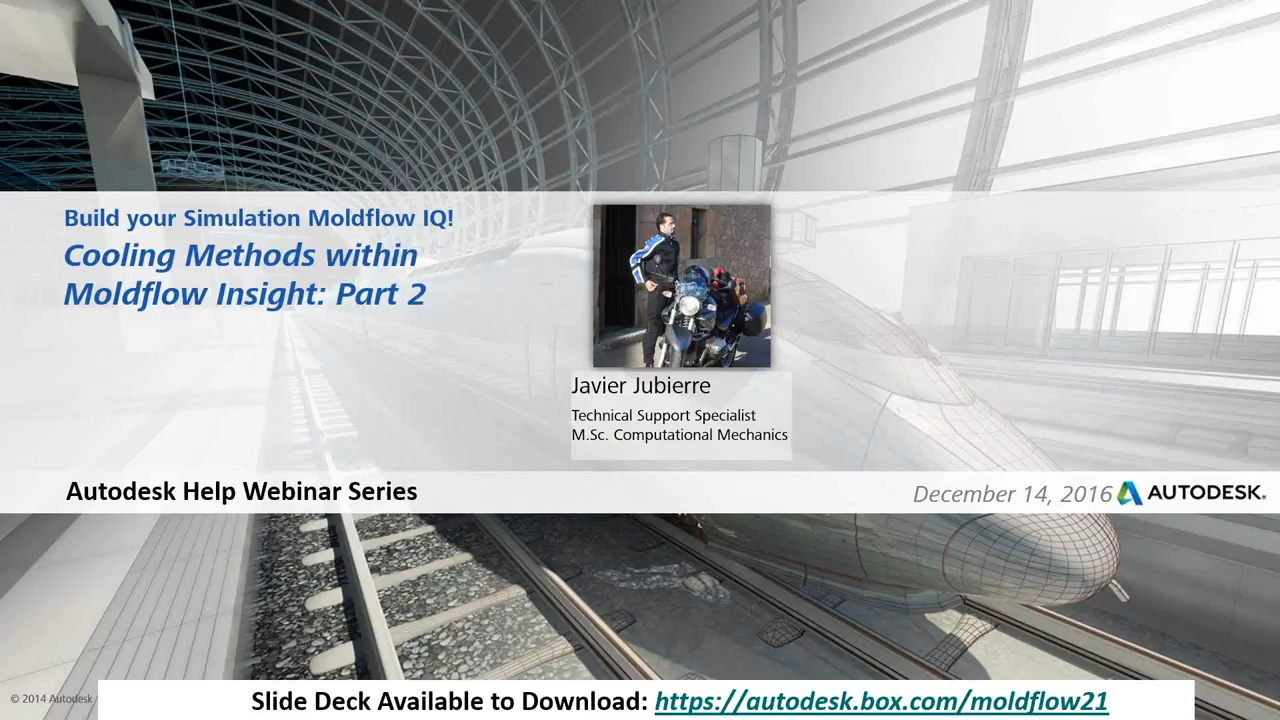 Build your Simulation Moldflow IQ!
Cooling Methods within
Moldflow Insight: Part 2
Javier Jubierre
Technical Support Specialist
M.Sc. Computational Mechanics
Autodesk Help Webinar Series
December 14, 2016
AUTODESK.
© 2014 Autodesk
Slide Deck Available to Download: https://autodesk.box.com/moldflow21